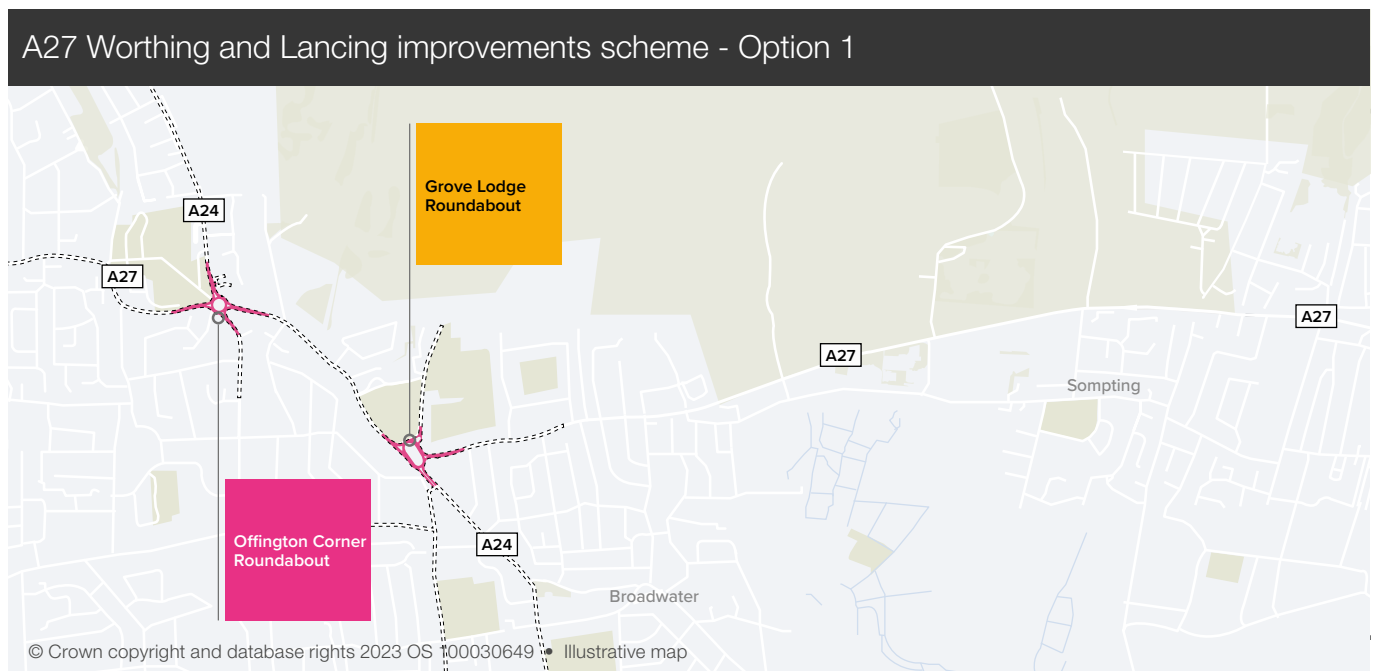 A27 Worthing and Lancing improvements scheme - Option 1
Grove Lodge
Roundabout
A24
A27
A27
A27
Sompting
Offington Corner
Roundabout
A24
Broadwater
© Crown copyright and database rights 2023 OS 100030649 • Illustrative map